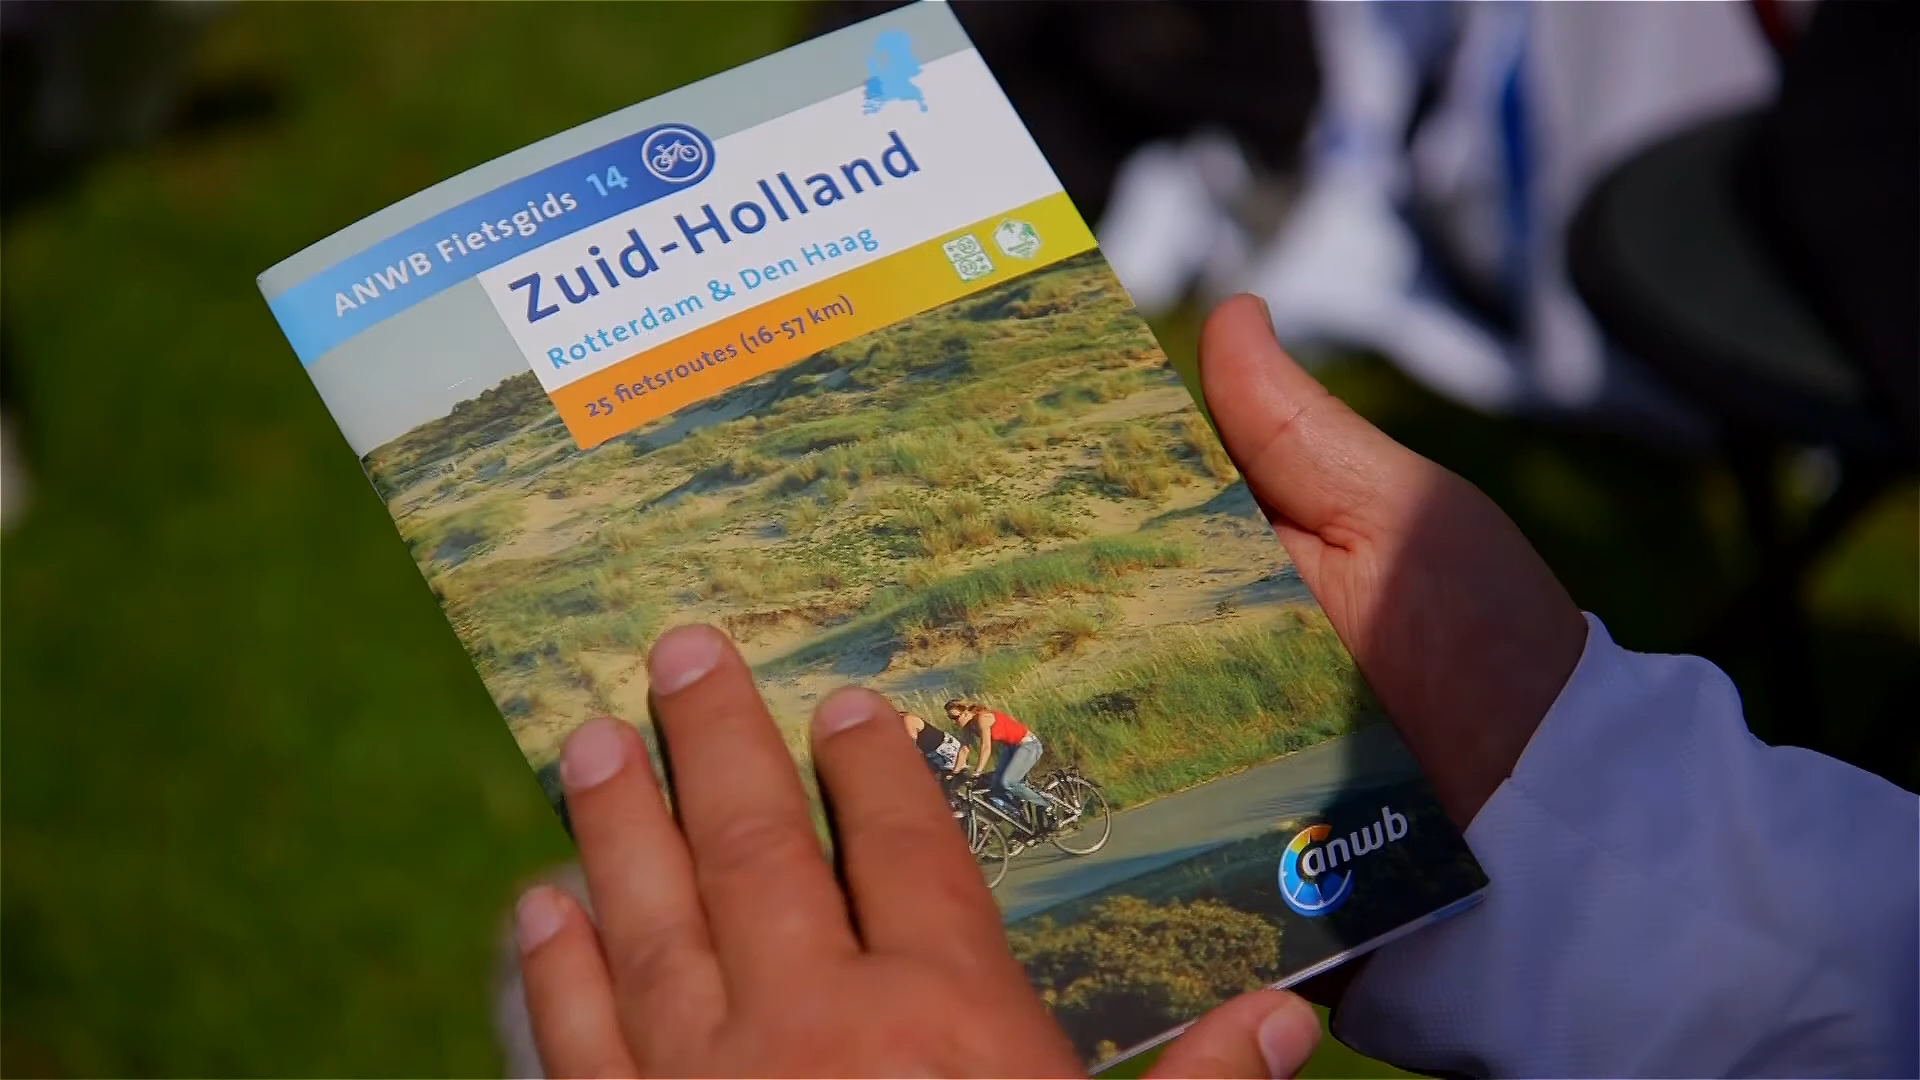 ANWB Fietsgids 14
Zuid-Holland
Rotterdam & Den Haag
25 fietsroutes (16-57 km)
anwb